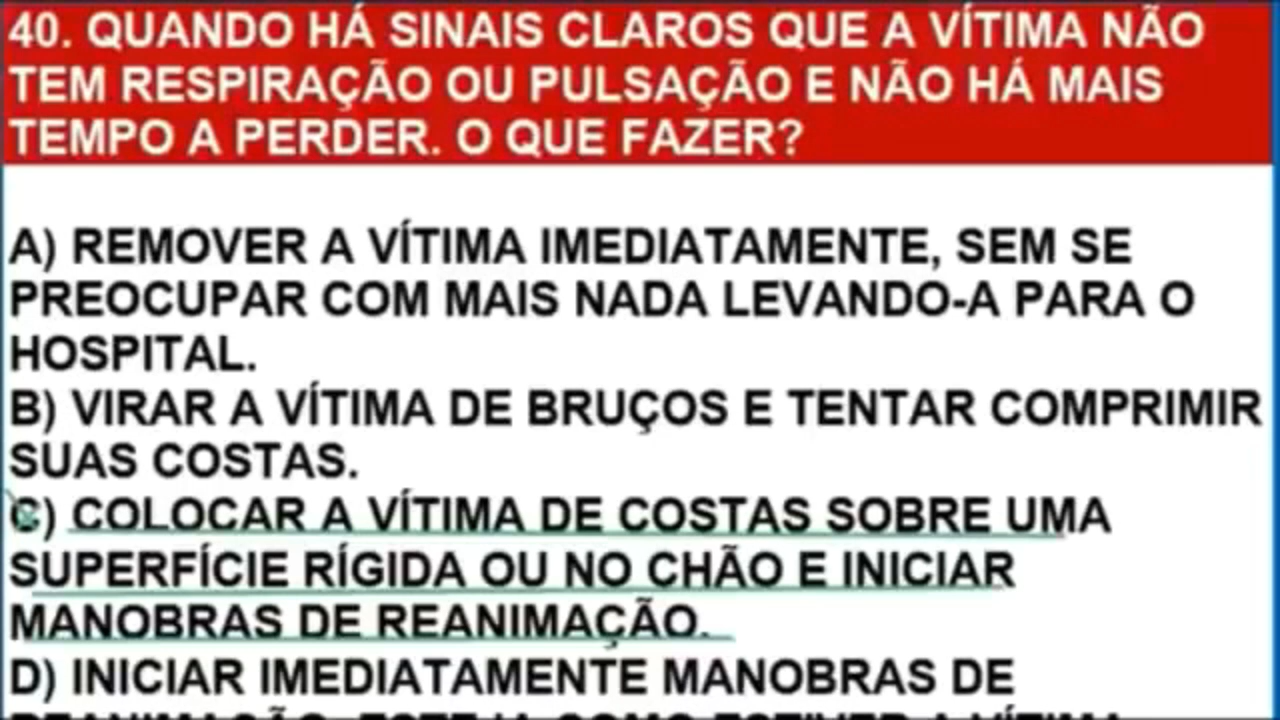 40. QUANDO HÁ SINAIS CLAROS QUE A VÍTIMA NÃO
TEM RESPIRAÇÃO OU PULSAÇÃO E NÃO HÁ MAIS
TEMPO A PERDER. O QUE FAZER?
A) REMOVER A VÍTIMA IMEDIATAMENTE, SEM SE
PREOCUPAR COM MAIS NADA LEVANDO-A PARA O
HOSPITAL.
B) VIRAR A VÍTIMA DE BRUÇOS E TENTAR COMPRIMIR
SUAS COSTAS.
C) COLOCAR A VÍTIMA DE COSTAS SOBRE UMA
SUPERFÍCIE RÍGIDA OU NO CHÃO E INICIAR
MANOBRAS DE REANIMAÇÃO.
D) INICIAR IMEDIATAMENTE MANOBRAS DE